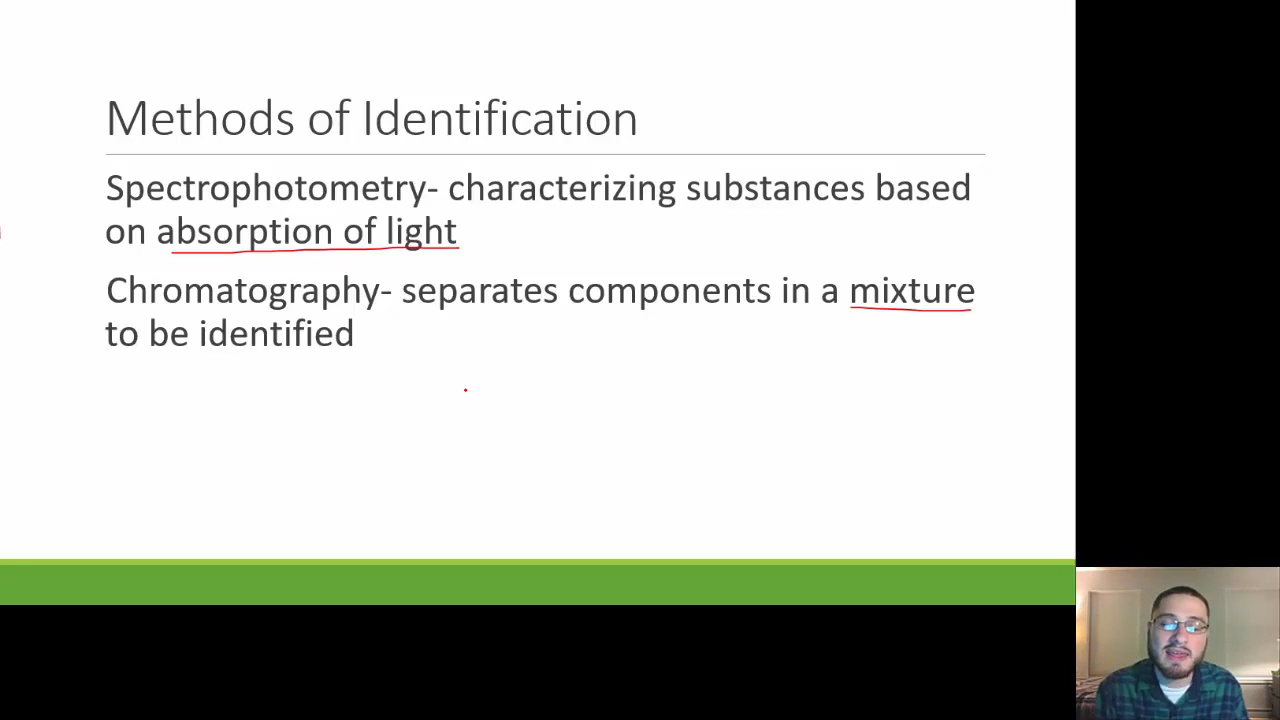 Methods of Identification
Spectrophotometry- characterizing substances based
on absorption of light
Chromatography- separates components in a mixture
to be identified